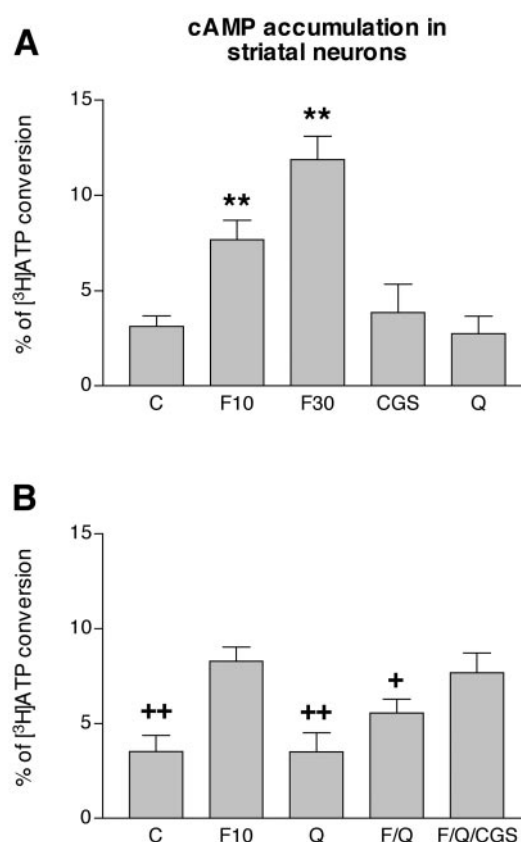 A
cAMP accumulation in
striatal neurons
% of [³H]ATP conversion
15
10
5
0
**
**
C F10 F30 CGS Q
B
% of [³H]ATP conversion
15
10
5
0
++
++
+
C F10 Q F/Q F/Q/CGS